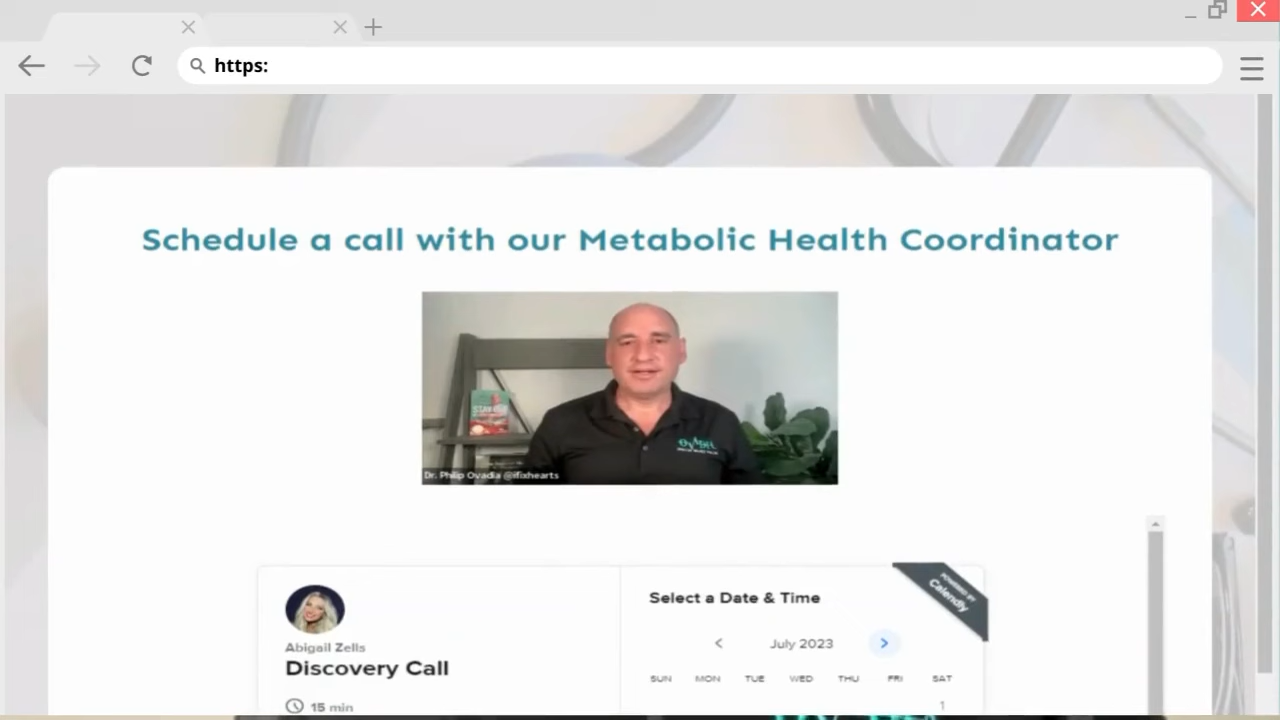 https:
Schedule a call with our Metabolic Health Coordinator
Dr. Philip Ovadia @ifixhearts
Abigail Zells
Discovery Call
15 min
Select a Date & Time
POWERED BY
Calendly
July 2023
SUN MON TUE WED THU FRI SAT
1